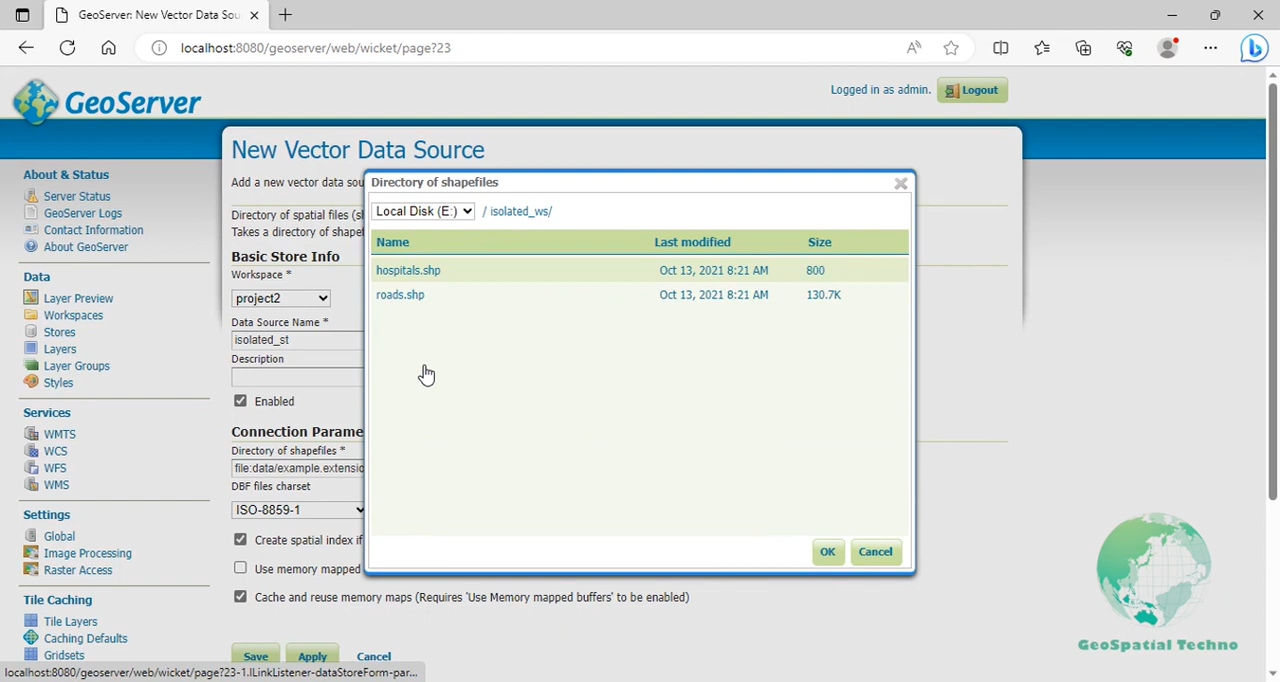 GeoServer: New Vector Data Sou
localhost:8080/geoserver/web/wicket/page?23
GeoServer
Logged in as admin.
Logout
New Vector Data Source
Add a new vector data sou
Directory of spatial files (s
Takes a directory of shapef
Basic Store Info
Workspace *
project2
Data Source Name *
isolated_st
Description
Enabled
Connection Parame
Directory of shapefiles *
file:data/example.extensio
DBF files charset
ISO-8859-1
Create spatial index if
Use memory mapped
Cache and reuse memory maps (Requires 'Use Memory mapped buffers' to be enabled)
Save
Apply
Cancel
Directory of shapefiles
Local Disk (E:) / isolated_ws/
Name Last modified Size
hospitals.shp Oct 13, 2021 8:21 AM 800
roads.shp Oct 13, 2021 8:21 AM 130.7K
OK
Cancel
About & Status
Server Status
GeoServer Logs
Contact Information
About GeoServer
Data
Layer Preview
Workspaces
Stores
Layers
Layer Groups
Styles
Services
WMTS
WCS
WFS
WMS
Settings
Global
Image Processing
Raster Access
Tile Caching
Tile Layers
Caching Defaults
Gridsets
GeoSpatial Techno
localhost:8080/geoserver/web/wicket/page?23-1.ILinkListener-dataStoreForm-par...